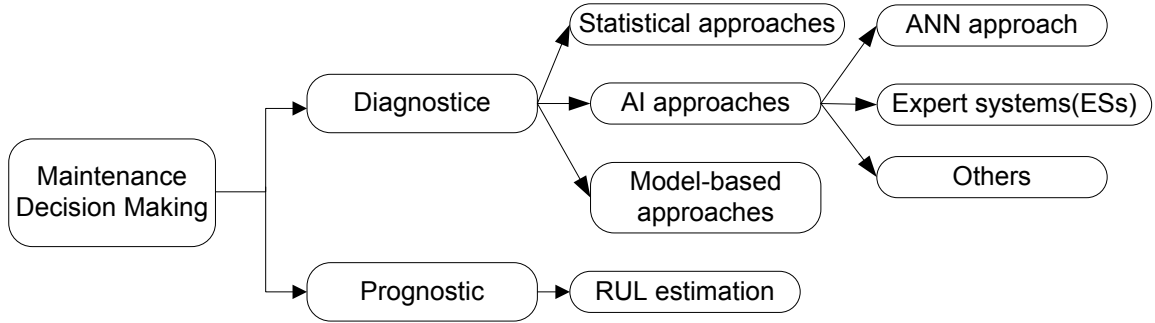 Maintenance
Decision Making
Diagnostice
Prognostic
Statistical approaches
AI approaches
Model-based
approaches
RUL estimation
ANN approach
Expert systems(ESs)
Others